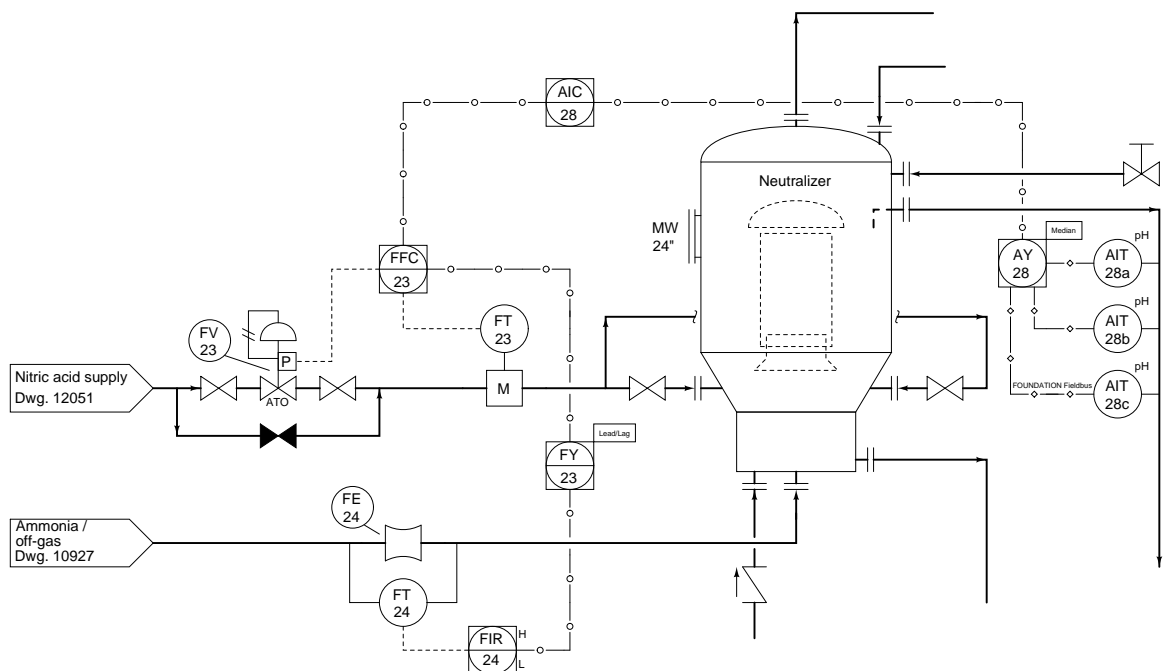 AIC
28
Neutralizer
MW
24"
FFC
23
Median
AY
28
pH
AIT
28a
pH
AIT
28b
FOUNDATION Fieldbus
pH
AIT
28c
FV
23
P
FT
23
Nitric acid supply
Dwg. 12051
ATO
M
Lead/Lag
FY
23
FE
24
Ammonia /
off-gas
Dwg. 10927
FT
24
FIR
24
H
L